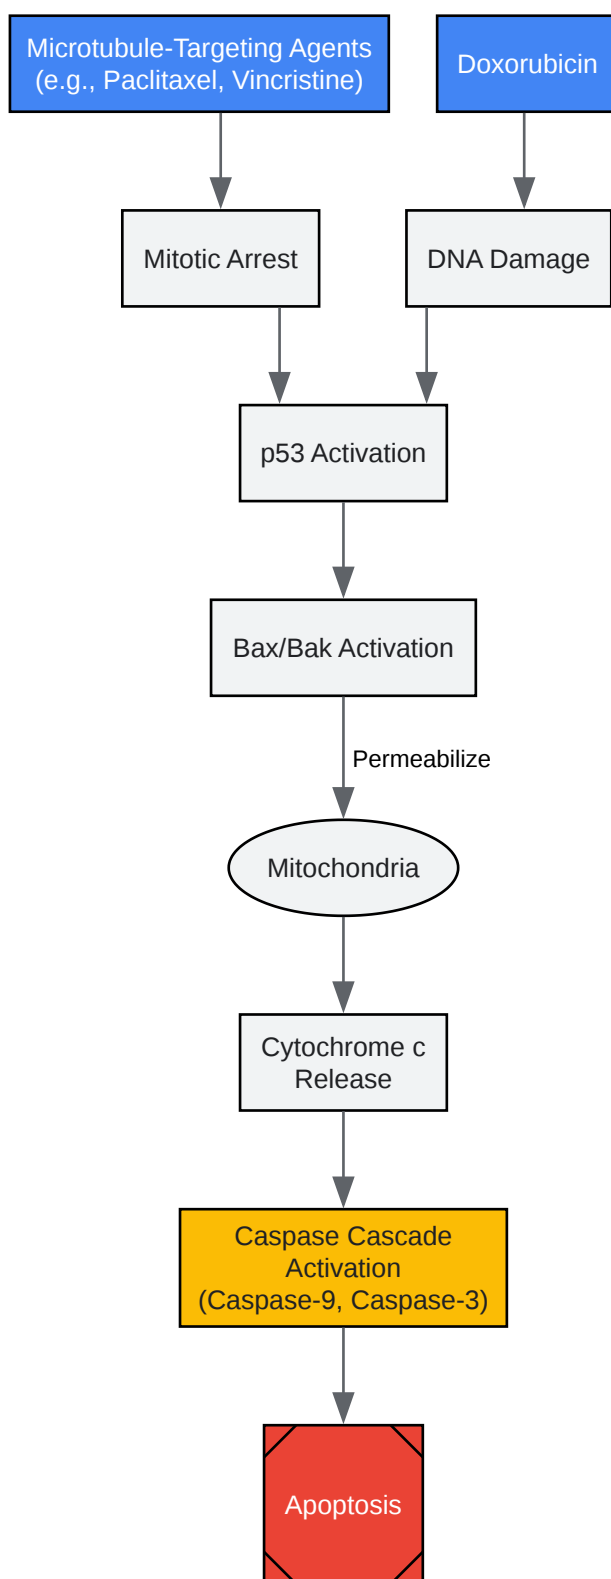 Microtubule-Targeting Agents
(e.g., Paclitaxel, Vincristine)
Doxorubicin
Mitotic Arrest
DNA Damage
p53 Activation
Bax/Bak Activation
Permeabilize
Mitochondria
Cytochrome c
Release
Caspase Cascade
Activation
(Caspase-9, Caspase-3)
Apoptosis